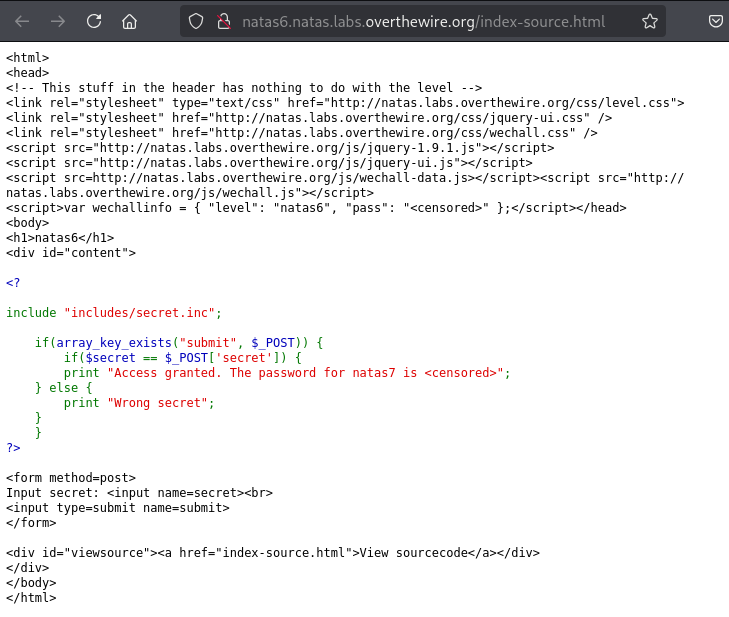 natas6.natas.labs.overthewire.org/index-source.html
<html>
<head>
<!-- This stuff in the header has nothing to do with the level -->
<link rel="stylesheet" type="text/css" href="http://natas.labs.overthewire.org/css/level.css">
<link rel="stylesheet" href="http://natas.labs.overthewire.org/css/jquery-ui.css" />
<link rel="stylesheet" href="http://natas.labs.overthewire.org/css/wechall.css" />
<script src="http://natas.labs.overthewire.org/js/jquery-1.9.1.js"></script>
<script src="http://natas.labs.overthewire.org/js/jquery-ui.js"></script>
<script src=http://natas.labs.overthewire.org/js/wechall-data.js></script><script src="http://
natas.labs.overthewire.org/js/wechall.js"></script>
<script>var wechallinfo = { "level": "natas6", "pass": "<censored>" };</script></head>
<body>
<h1>natas6</h1>
<div id="content">

<?

include "includes/secret.inc";

    if(array_key_exists("submit", $_POST)) {
        if($secret == $_POST['secret']) {
        print "Access granted. The password for natas7 is <censored>";
    } else {
        print "Wrong secret";
    }
    }
?>

<form method=post>
Input secret: <input name=secret><br>
<input type=submit name=submit>
</form>

<div id="viewsource"><a href="index-source.html">View sourcecode</a></div>
</div>
</body>
</html>